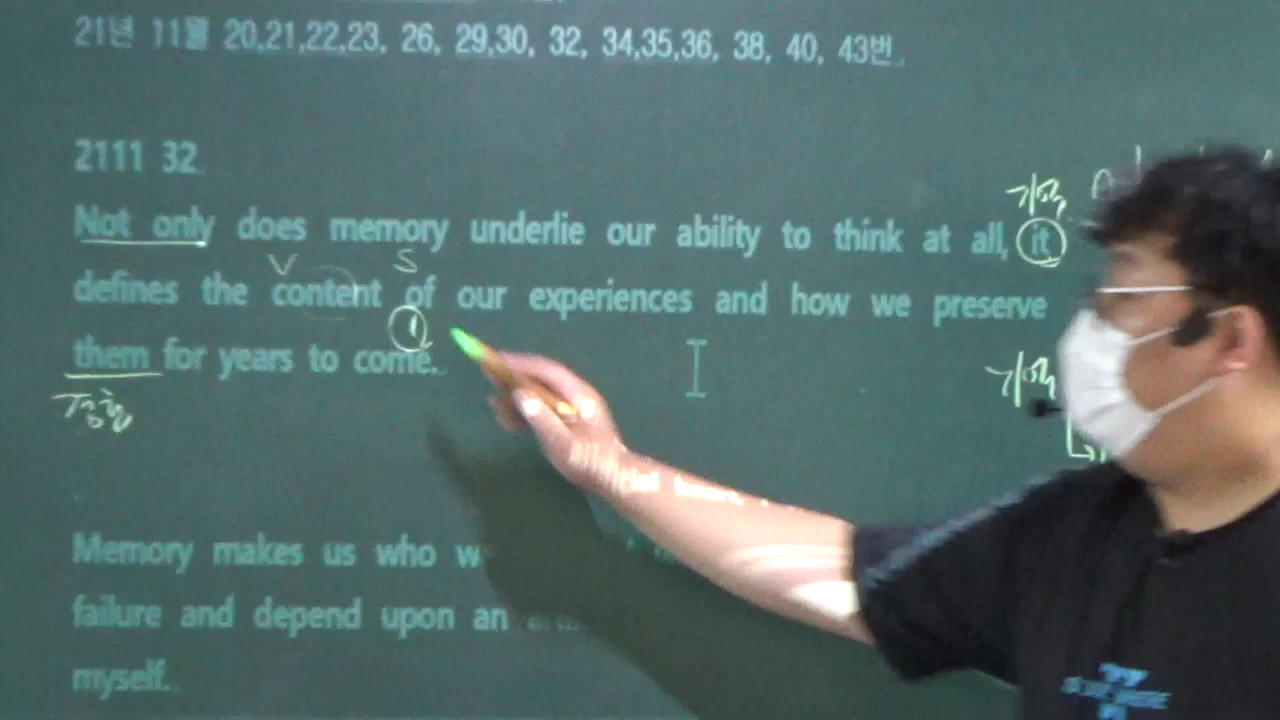 21년 11월 20,21,22,23, 26, 29,30, 32, 34,35,36, 38, 40, 43번.
2111 32.
기억
Not only does memory underlie our ability to think at all, it
V S
defines the content of our experiences and how we preserve
①
them for years to come.
기억
경험
Memory makes us who
failure and depend upon an
myself.